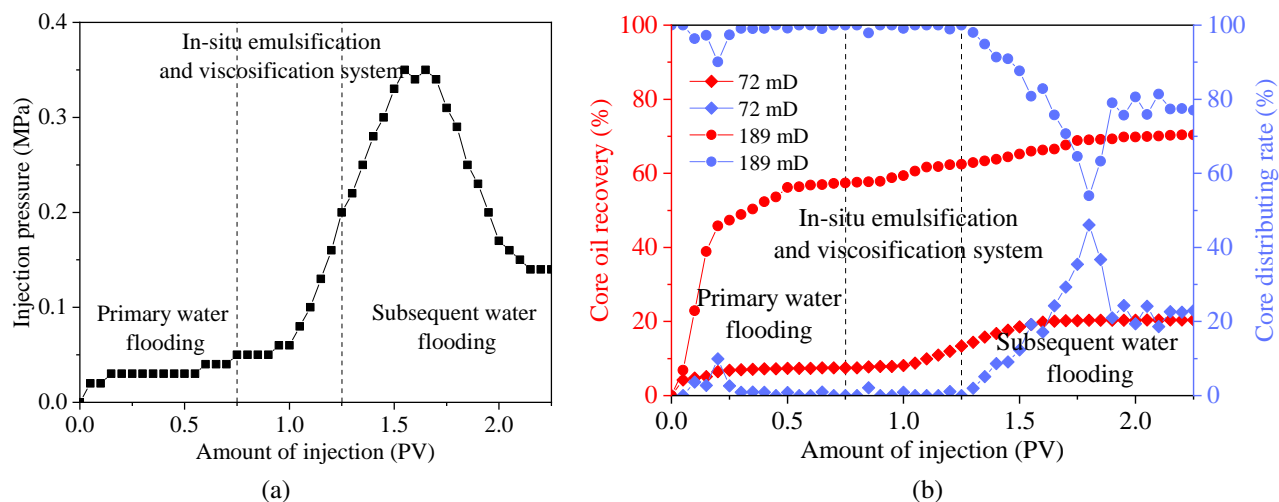 0.4
0.3
0.2
0.1
0.0
Injection pressure (MPa)
In-situ emulsification
and viscosification system
Primary water
flooding
Subsequent water
flooding
0.0 0.5 1.0 1.5 2.0
Amount of injection (PV)
(a)
100
80
60
40
20
0
Core oil recovery (%)
72 mD
72 mD
189 mD
189 mD
In-situ emulsification
and viscosification system
Primary water
flooding
Subsequent water
flooding
100
80
60
40
20
0
Core distributing rate (%)
0.0 0.5 1.0 1.5 2.0
Amount of injection (PV)
(b)